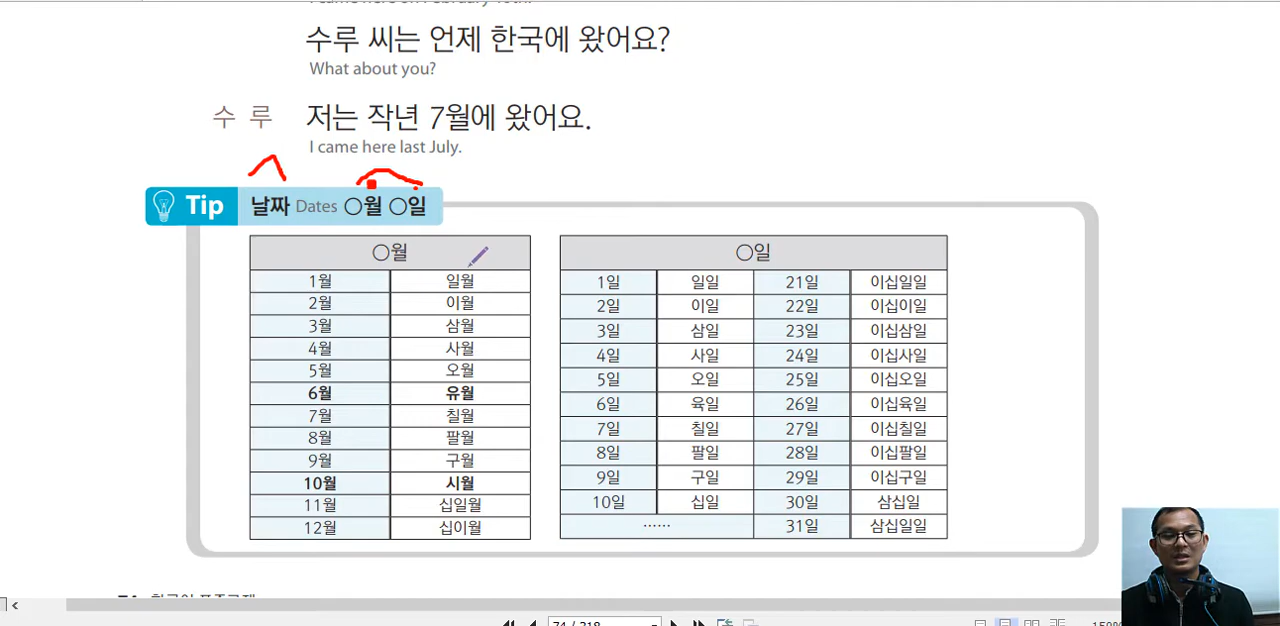 수루 씨는 언제 한국에 왔어요?
What about you?
수 루 저는 작년 7월에 왔어요.
I came here last July.
Tip 날짜 Dates ○월 ○일
○월 ○일
1월 일월 1일 일일 21일 이십일일
2월 이월 2일 이일 22일 이십이일
3월 삼월 3일 삼일 23일 이십삼일
4월 사월 4일 사일 24일 이십사일
5월 오월 5일 오일 25일 이십오일
6월 유월 6일 육일 26일 이십육일
7월 칠월 7일 칠일 27일 이십칠일
8월 팔월 8일 팔일 28일 이십팔일
9월 구월 9일 구일 29일 이십구일
10월 시월 10일 십일 30일 삼십일
11월 십일월 ...... 31일 삼십일일
12월 십이월
74 / 218